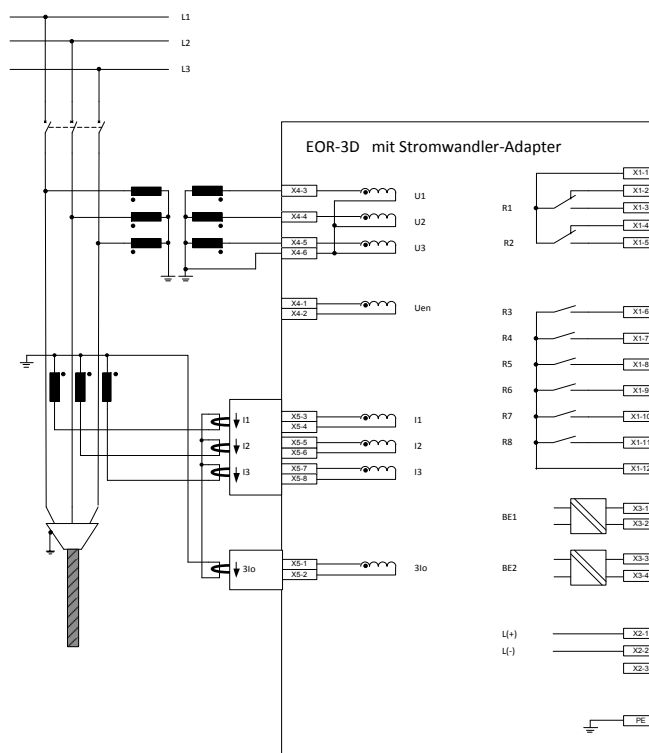 L1
L2
L3
EOR-3D mit Stromwandler-Adapter
X4-3
U1
X4-4
U2
X4-5
U3
X4-6
X4-1
Uen
X4-2
I1
X5-3
I1
X5-4
I2
X5-5
I2
X5-6
I3
X5-7
I3
X5-8
3Io
X5-1
3Io
X5-2
X1-1
X1-2
R1
X1-3
X1-4
R2
X1-5
R3
X1-6
R4
X1-7
R5
X1-8
R6
X1-9
R7
X1-10
R8
X1-11
X1-12
BE1
X3-1
X3-2
BE2
X3-3
X3-4
L(+)
X2-1
L(-)
X2-2
X2-3
PE